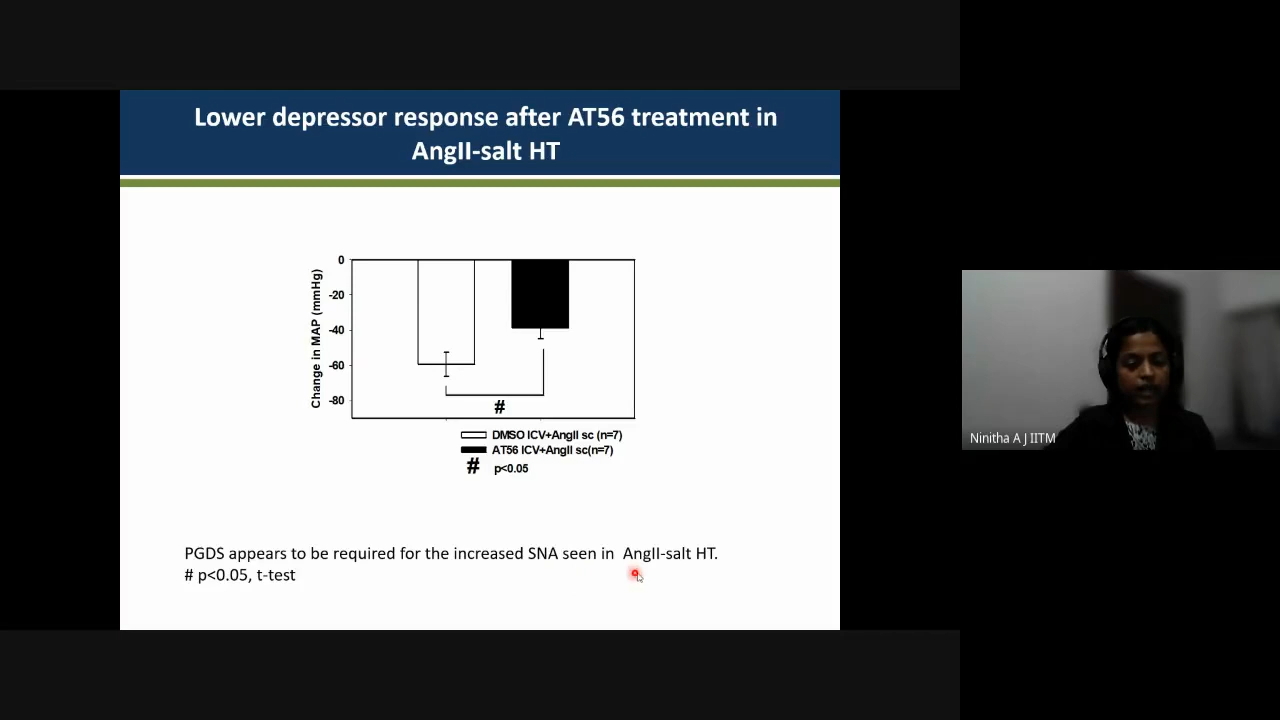 Lower depressor response after AT56 treatment in
AngII-salt HT
Change in MAP (mmHg)
0
-20
-40
-60
-80
#
DMSO ICV+AngII sc (n=7)
AT56 ICV+AngII sc(n=7)
# p<0.05
PGDS appears to be required for the increased SNA seen in AngII-salt HT.
# p<0.05, t-test
Ninitha A J IITM